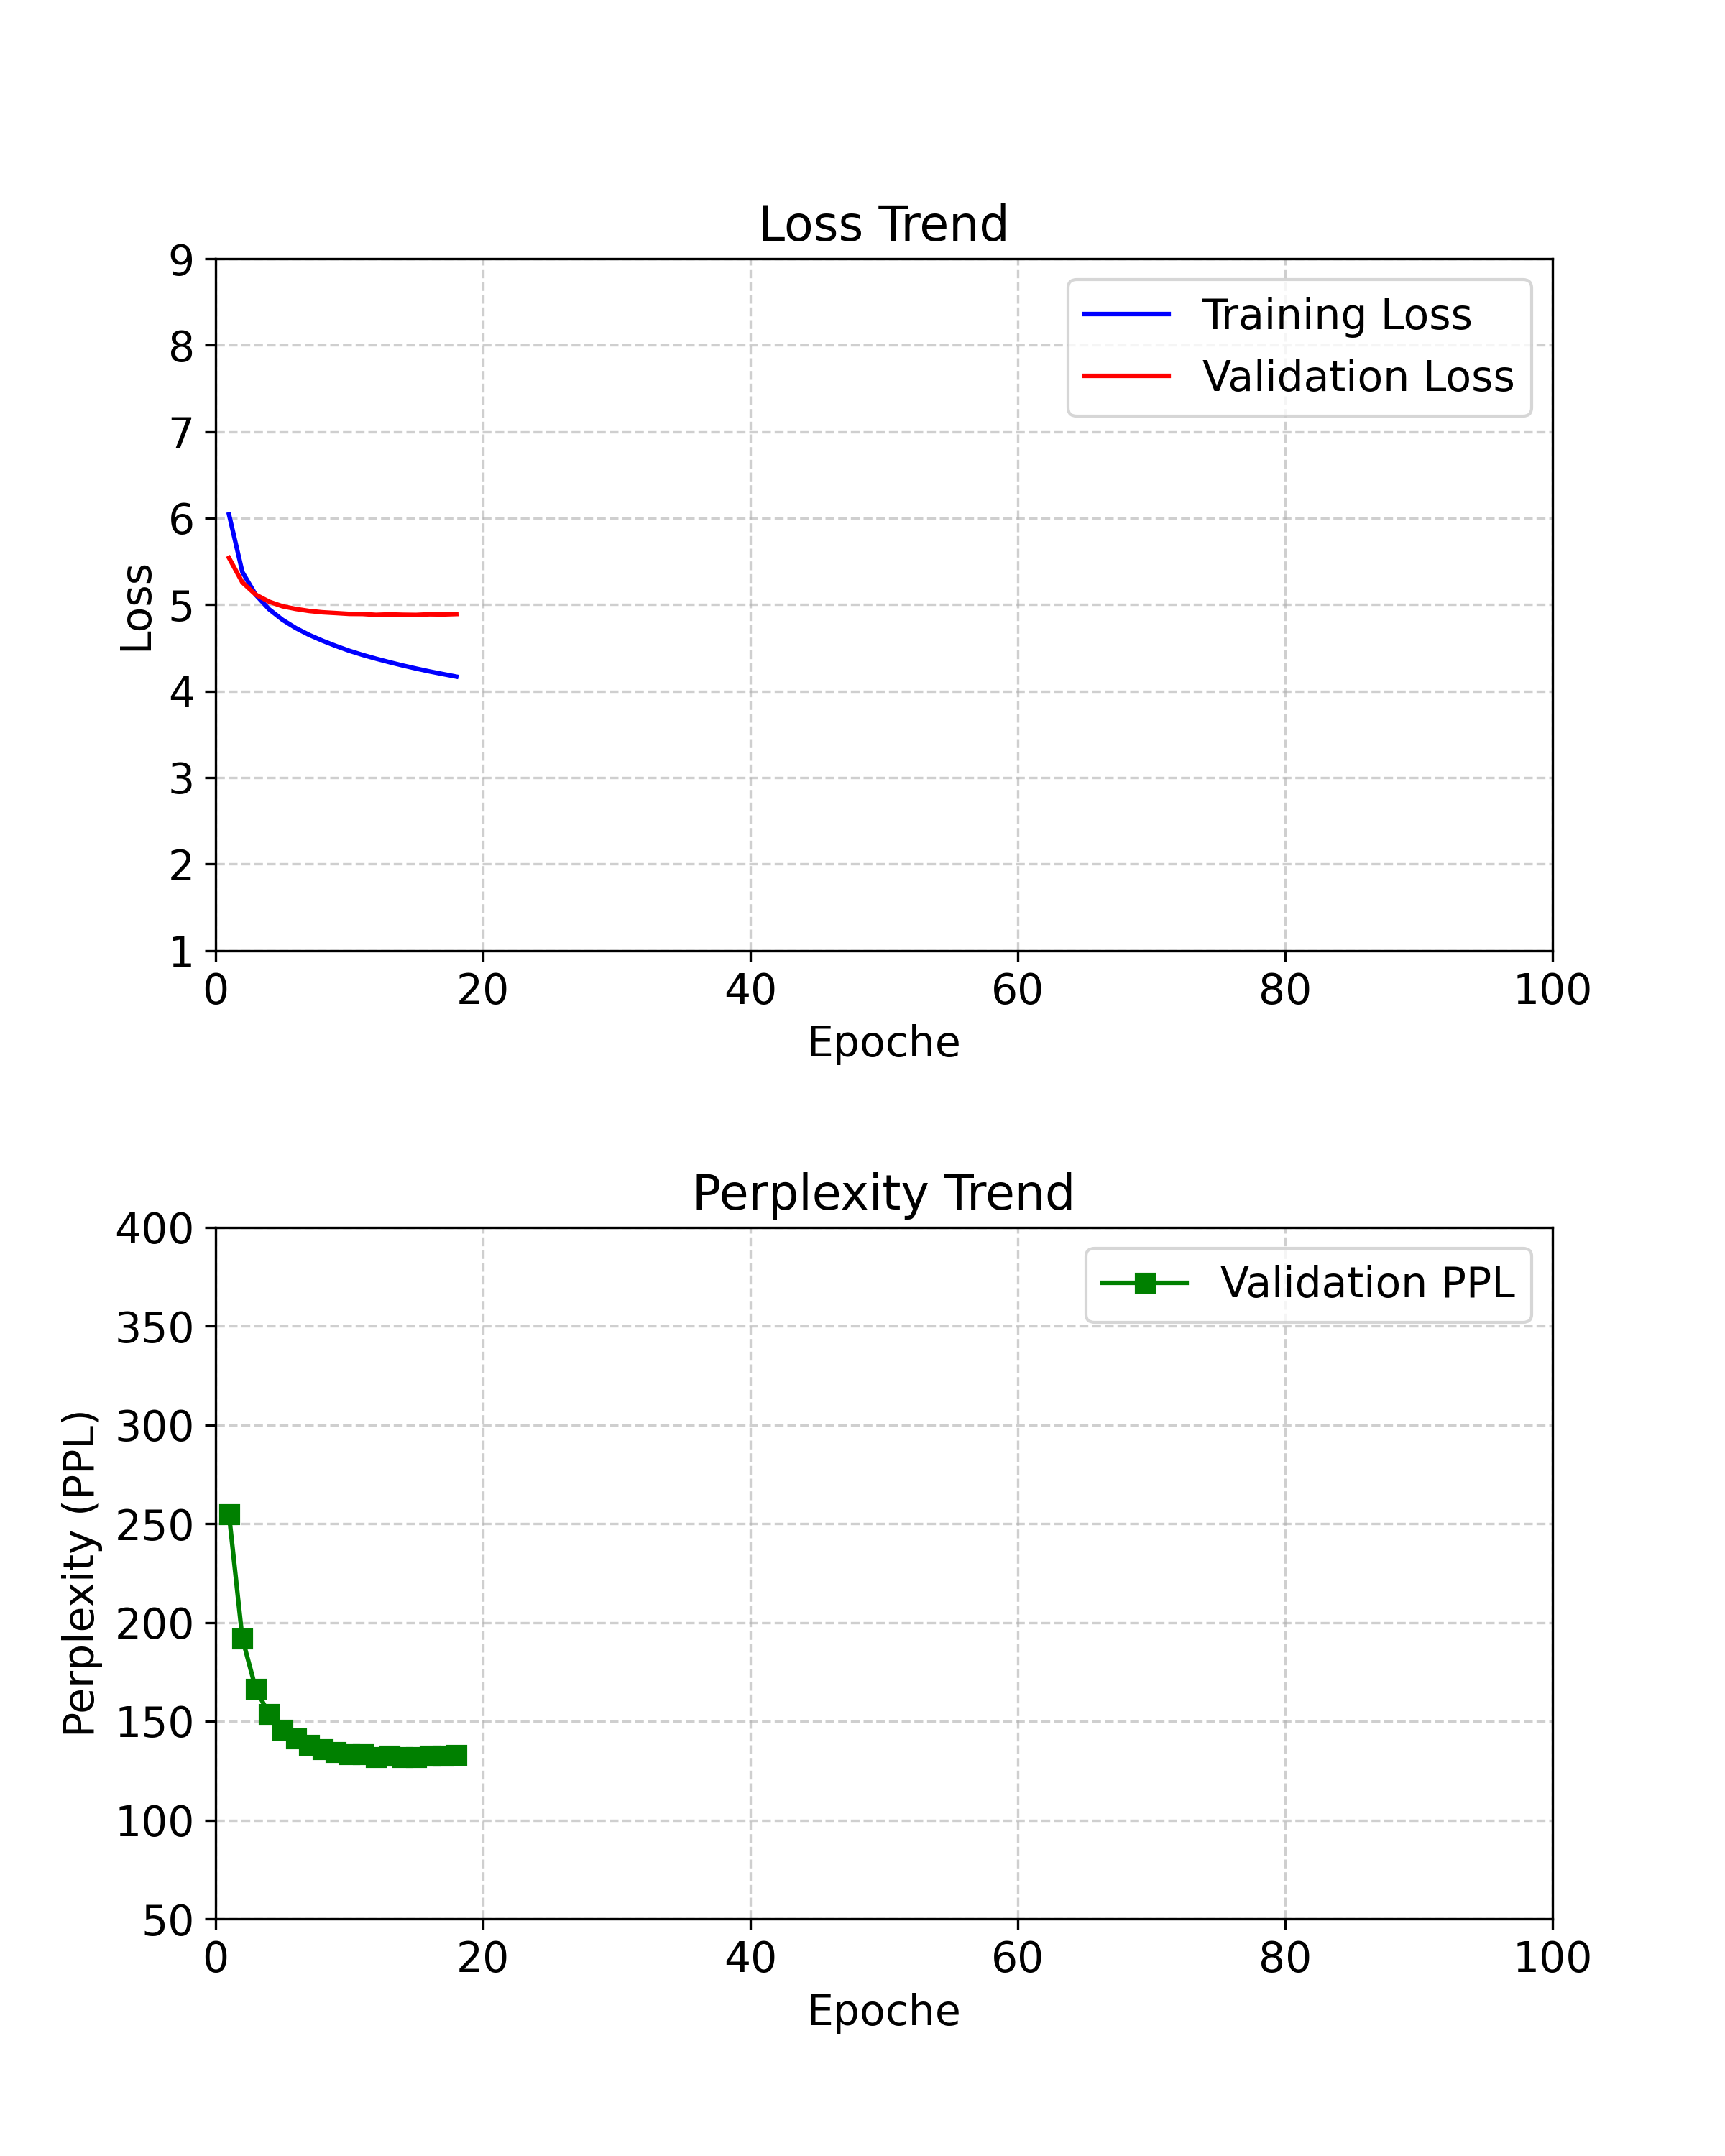 Loss Trend
9
8
7
6
5
4
3
2
1
Loss
Training Loss
Validation Loss
0 20 40 60 80 100
Epoche
Perplexity Trend
400
350
300
250
200
150
100
50
Perplexity (PPL)
Validation PPL
0 20 40 60 80 100
Epoche